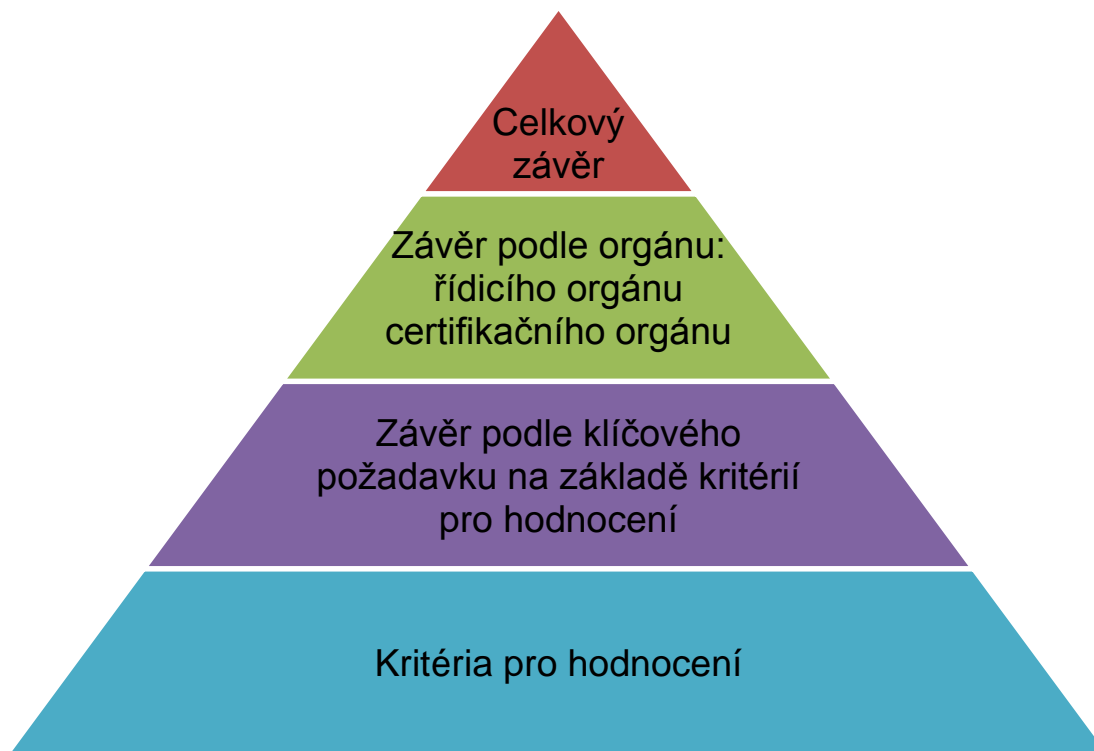 Celkový
závěr
Závěr podle orgánu:
řídicího orgánu
certifikačního orgánu
Závěr podle klíčového
požadavku na základě kritérií
pro hodnocení
Kritéria pro hodnocení